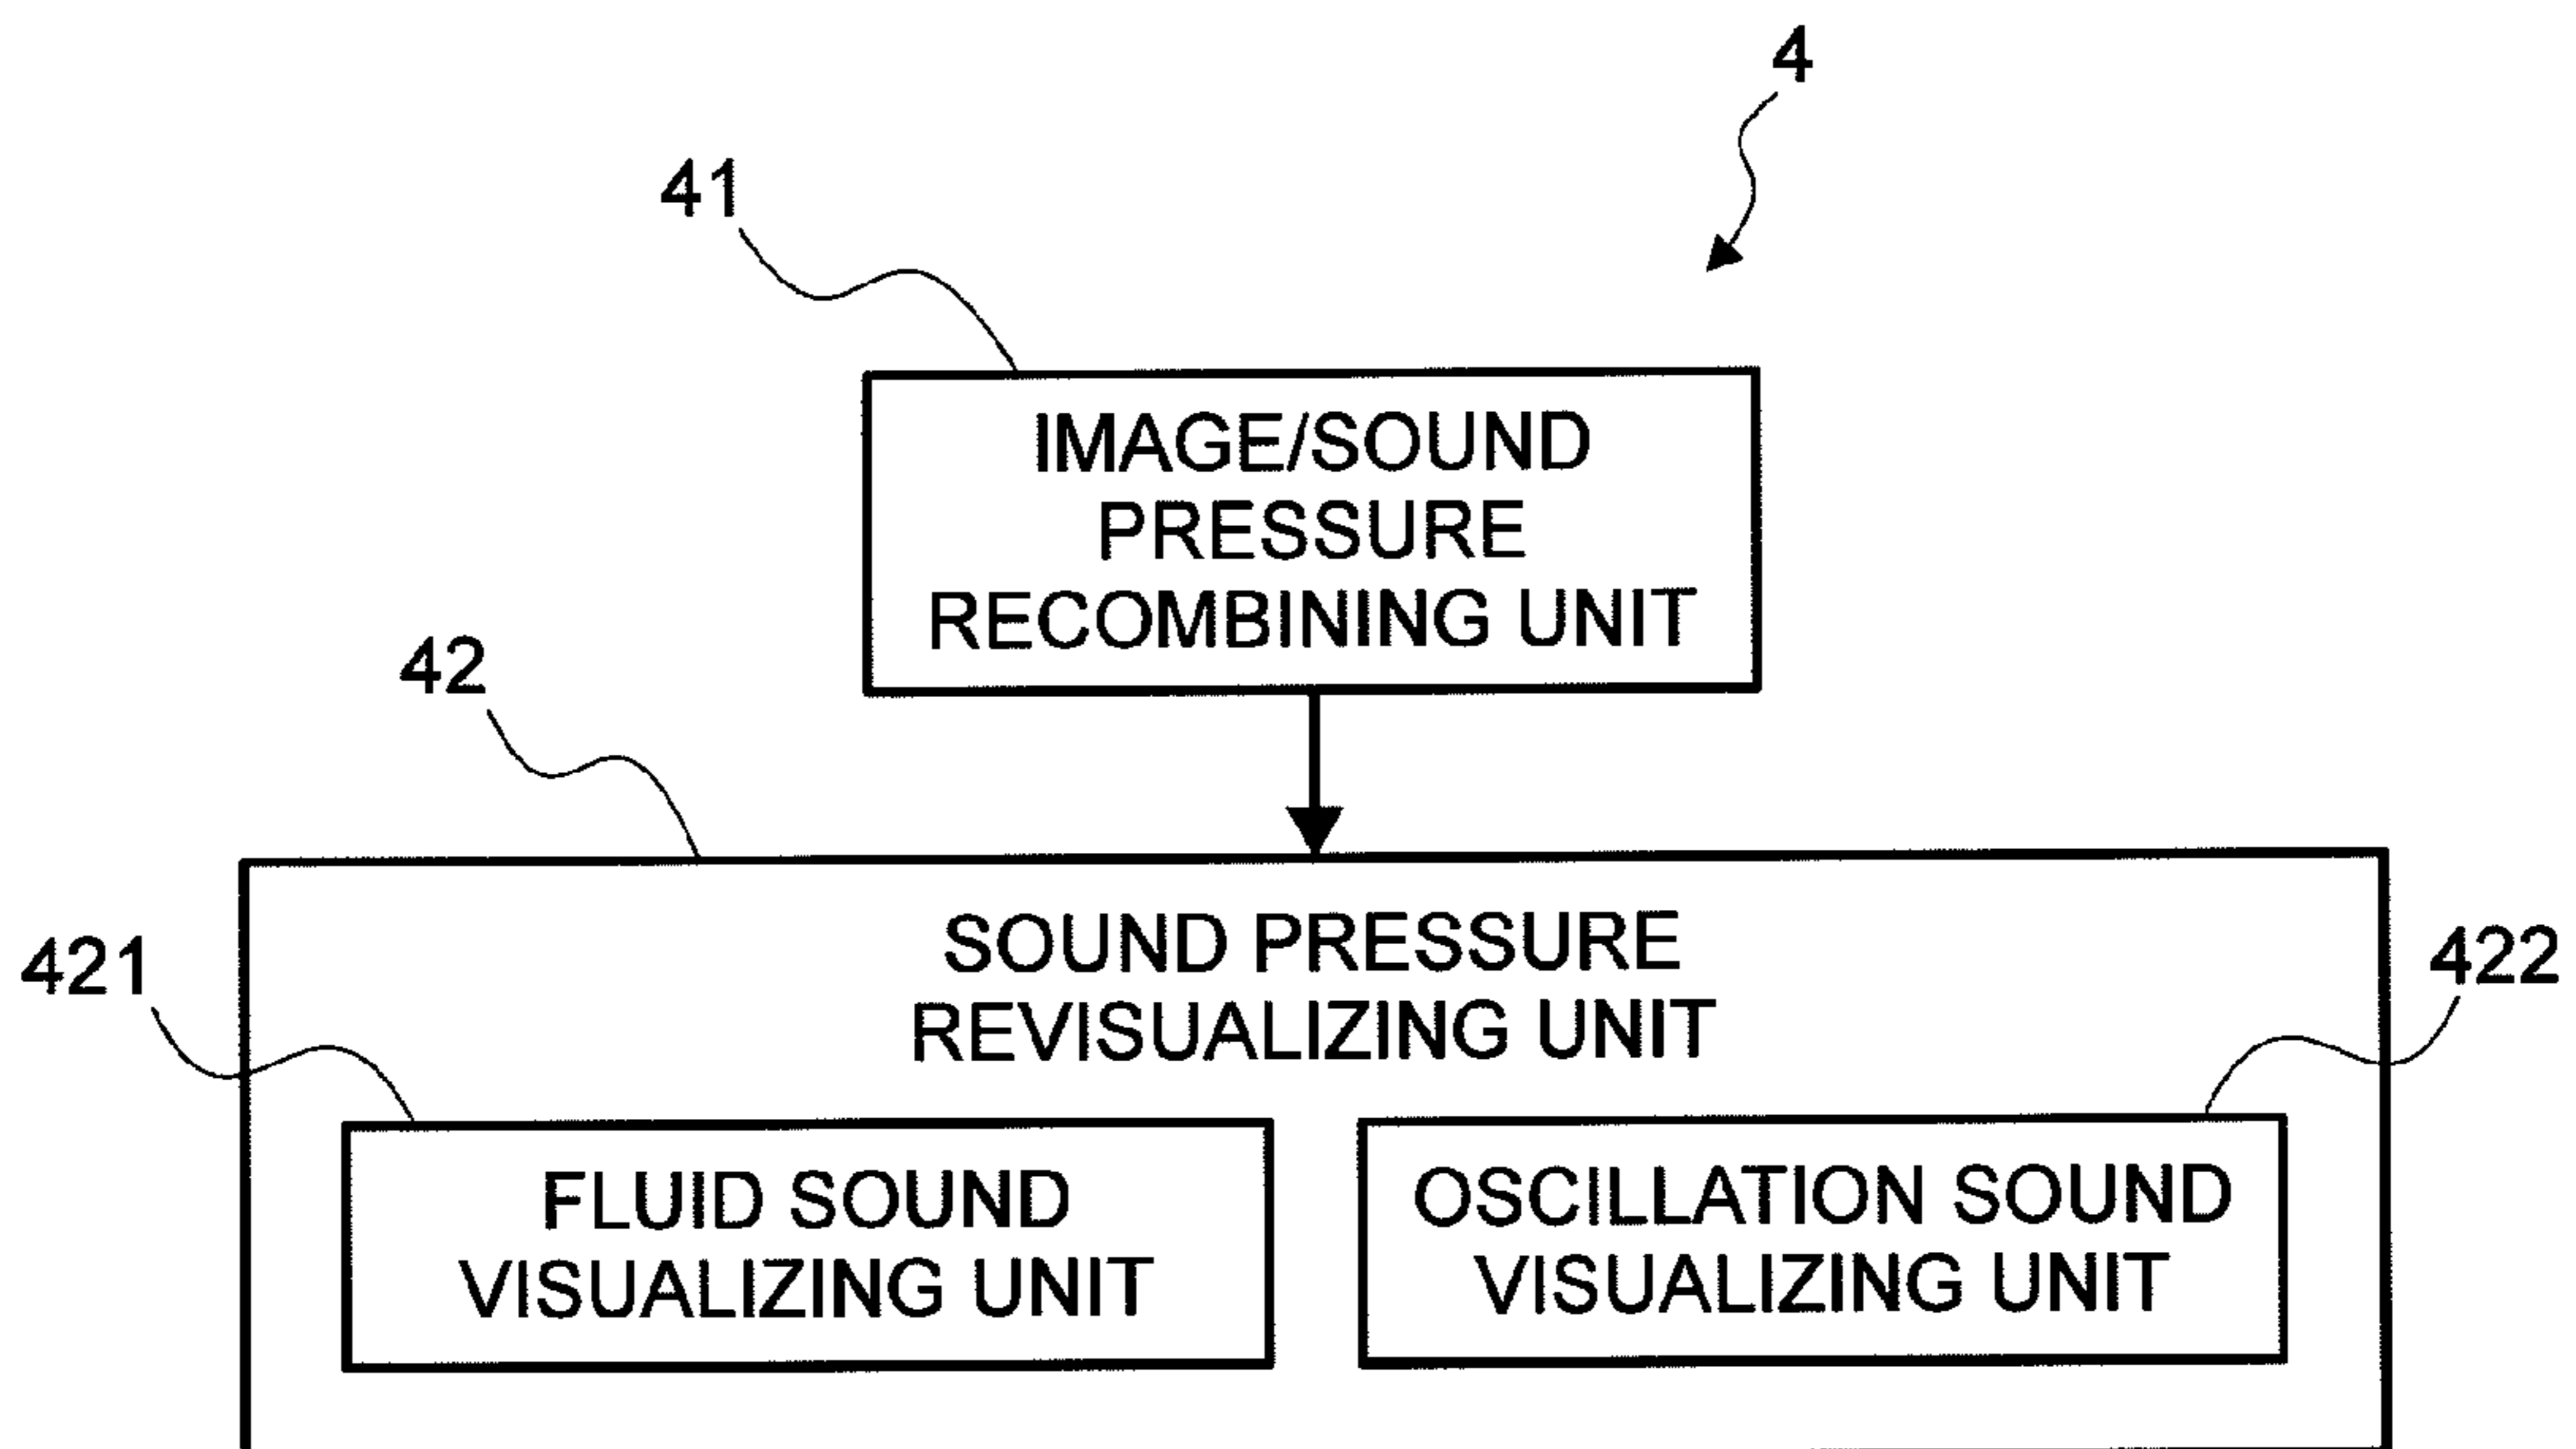 4
41
IMAGE/SOUND
PRESSURE
RECOMBINING UNIT
42
SOUND PRESSURE
REVISUALIZING UNIT
421
422
FLUID SOUND
VISUALIZING UNIT
OSCILLATION SOUND
VISUALIZING UNIT